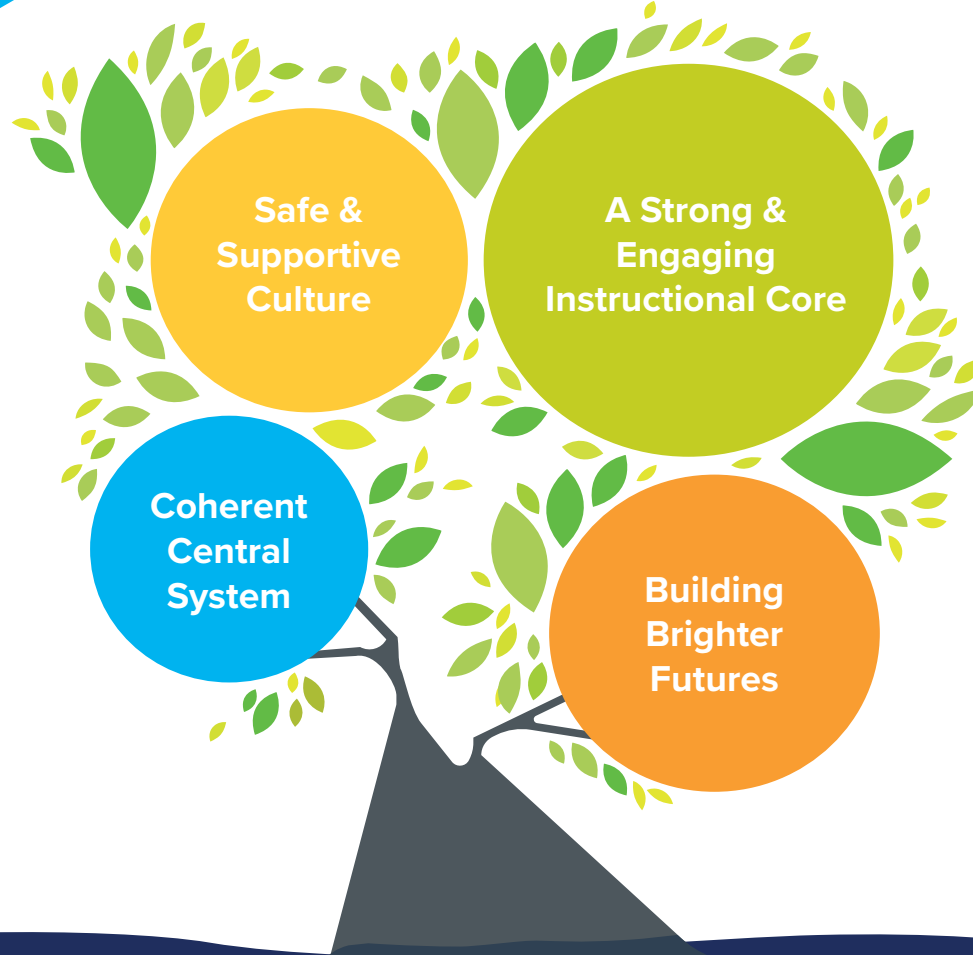 Safe &
Supportive
Culture
A Strong &
Engaging
Instructional Core
Coherent
Central
System
Building
Brighter
Futures